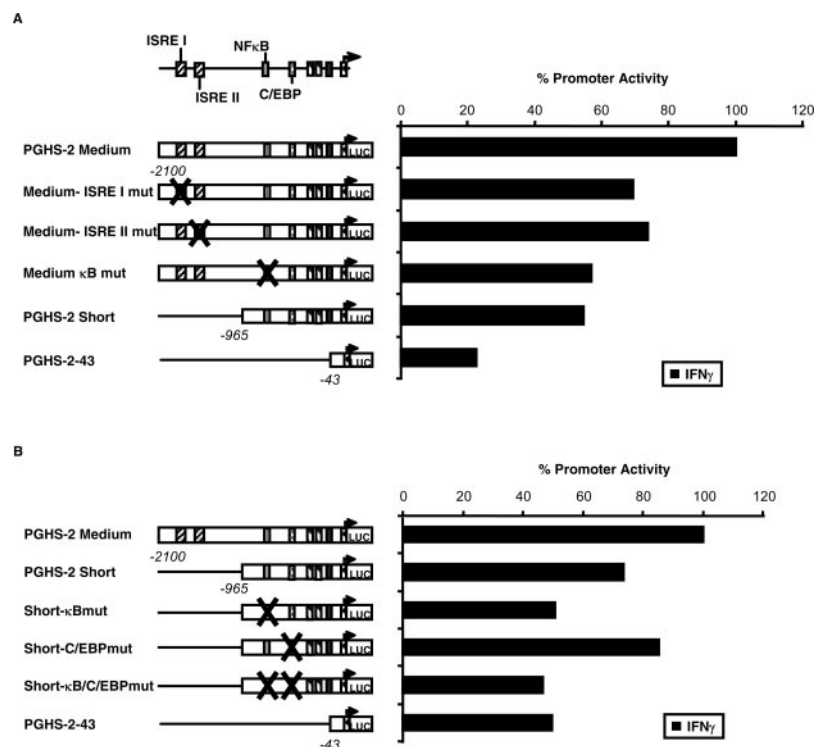 A
ISRE I
NFκB
ISRE II
C/EBP
% Promoter Activity
0 20 40 60 80 100 120
PGHS-2 Medium
LUC
-2100
Medium- ISRE I mut
LUC
Medium- ISRE II mut
LUC
Medium κB mut
LUC
PGHS-2 Short
LUC
-965
PGHS-2-43
LUC
-43
IFNγ
B
% Promoter Activity
0 20 40 60 80 100 120
PGHS-2 Medium
LUC
-2100
PGHS-2 Short
LUC
-965
Short-κBmut
LUC
Short-C/EBPmut
LUC
Short-κB/C/EBPmut
LUC
PGHS-2-43
LUC
-43
IFNγ